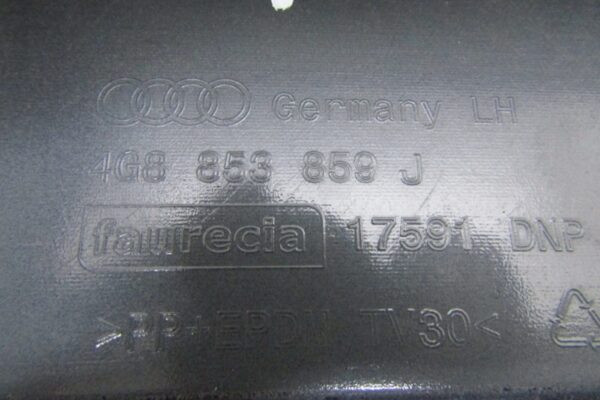 Germany LH
4G8 853 859 J
faurecia 17591 DNP
>PP+EPDM TV30<